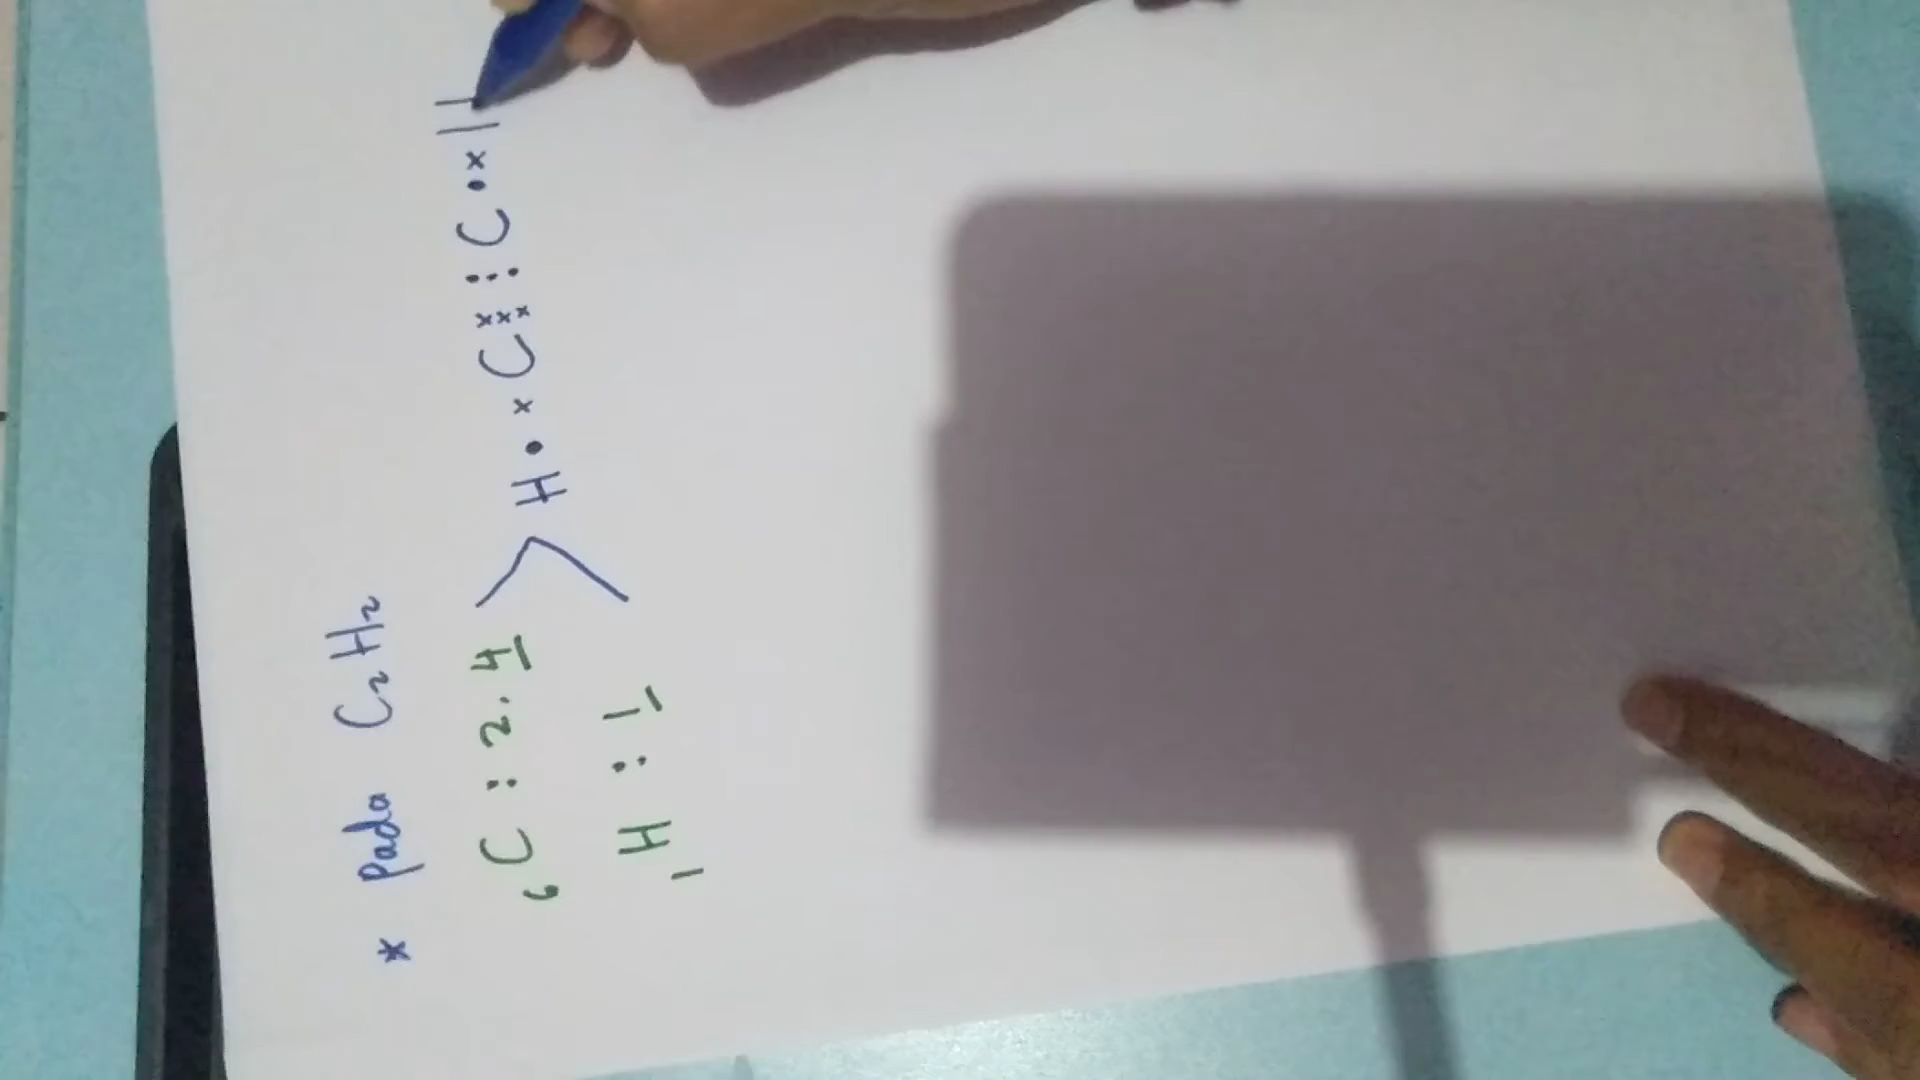 * pada C₂H₂
₆C : 2. 4 > H • × C ⁝⁝ C • × H
₁H : 1